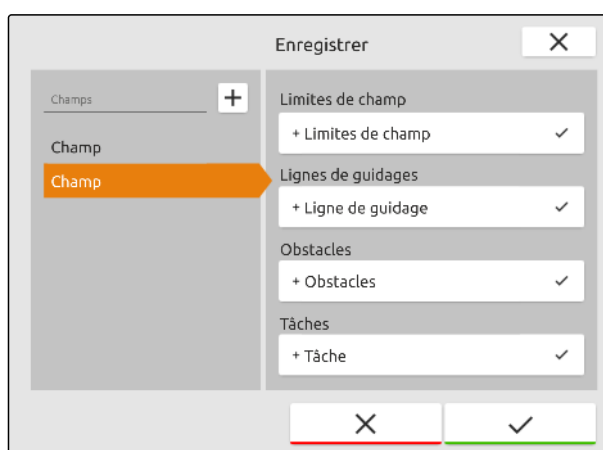 Enregistrer
Champs
Champ
Champ
Limites de champ
+ Limites de champ
Lignes de guidages
+ Ligne de guidage
Obstacles
+ Obstacles
Tâches
+ Tâche